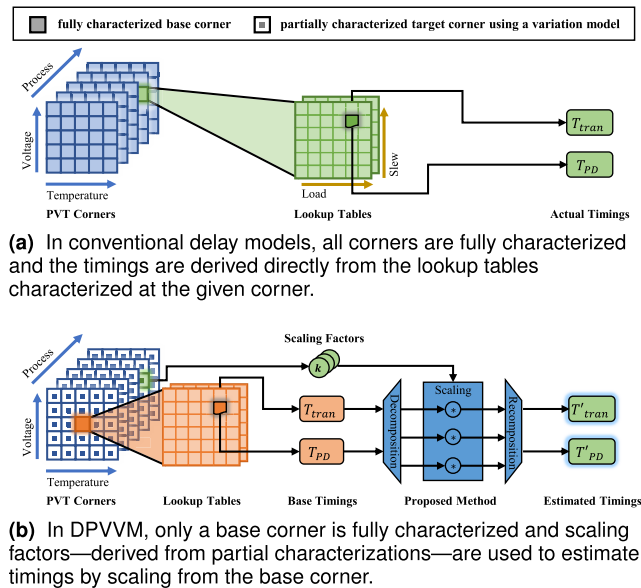 fully characterized base corner
partially characterized target corner using a variation model
Process
Voltage
Temperature
PVT Corners
Slew
Load
Lookup Tables
T_tran
T_PD
Actual Timings
(a) In conventional delay models, all corners are fully characterized
and the timings are derived directly from the lookup tables
characterized at the given corner.
Process
Voltage
Temperature
PVT Corners
Lookup Tables
Scaling Factors
k
T_tran
T_PD
Base Timings
Decomposition
Scaling
*
*
*
Recomposition
Proposed Method
T'_tran
T'_PD
Estimated Timings
(b) In DPVVM, only a base corner is fully characterized and scaling
factors—derived from partial characterizations—are used to estimate
timings by scaling from the base corner.